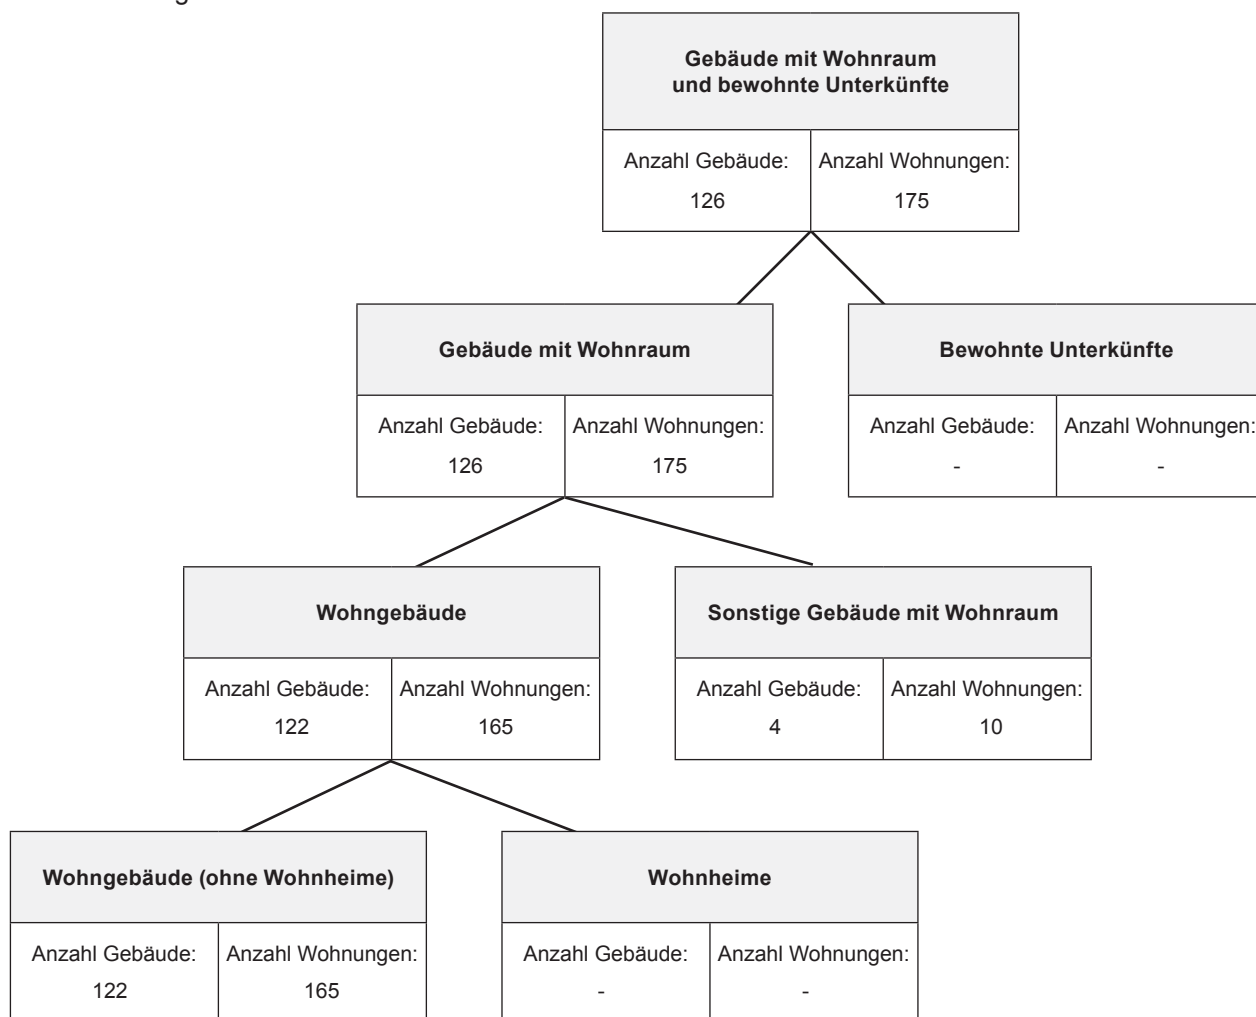 Gebäude mit Wohnraum
und bewohnte Unterkünfte
Anzahl Gebäude: Anzahl Wohnungen:
126 175
Gebäude mit Wohnraum
Bewohnte Unterkünfte
Anzahl Gebäude: Anzahl Wohnungen:
126 175
Anzahl Gebäude: Anzahl Wohnungen:
- -
Wohngebäude
Sonstige Gebäude mit Wohnraum
Anzahl Gebäude: Anzahl Wohnungen:
122 165
Anzahl Gebäude: Anzahl Wohnungen:
4 10
Wohngebäude (ohne Wohnheime)
Wohnheime
Anzahl Gebäude: Anzahl Wohnungen:
122 165
Anzahl Gebäude: Anzahl Wohnungen:
- -